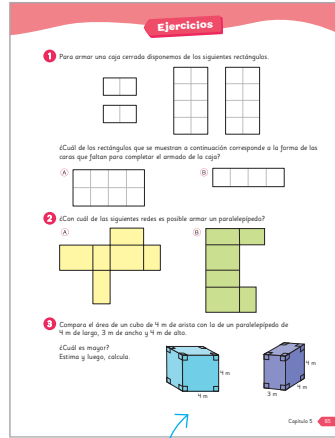 Ejercicios
1 Para armar una caja cerrada disponemos de los siguientes rectángulos.
¿Cuál de los rectángulos que se muestran a continuación corresponde a la forma de las
caras que faltan para completar el armado de la caja?
A B
2 ¿Con cuál de las siguientes redes es posible armar un paralelepípedo?
A B
3 Compara el área de un cubo de 4 m de arista con la de un paralelepípedo de
4 m de largo, 3 m de ancho y 4 m de alto.
¿Cuál es mayor?
Estima y luego, calcula.
4 m
4 m
4 m
4 m
3 m
Capítulo 5 95